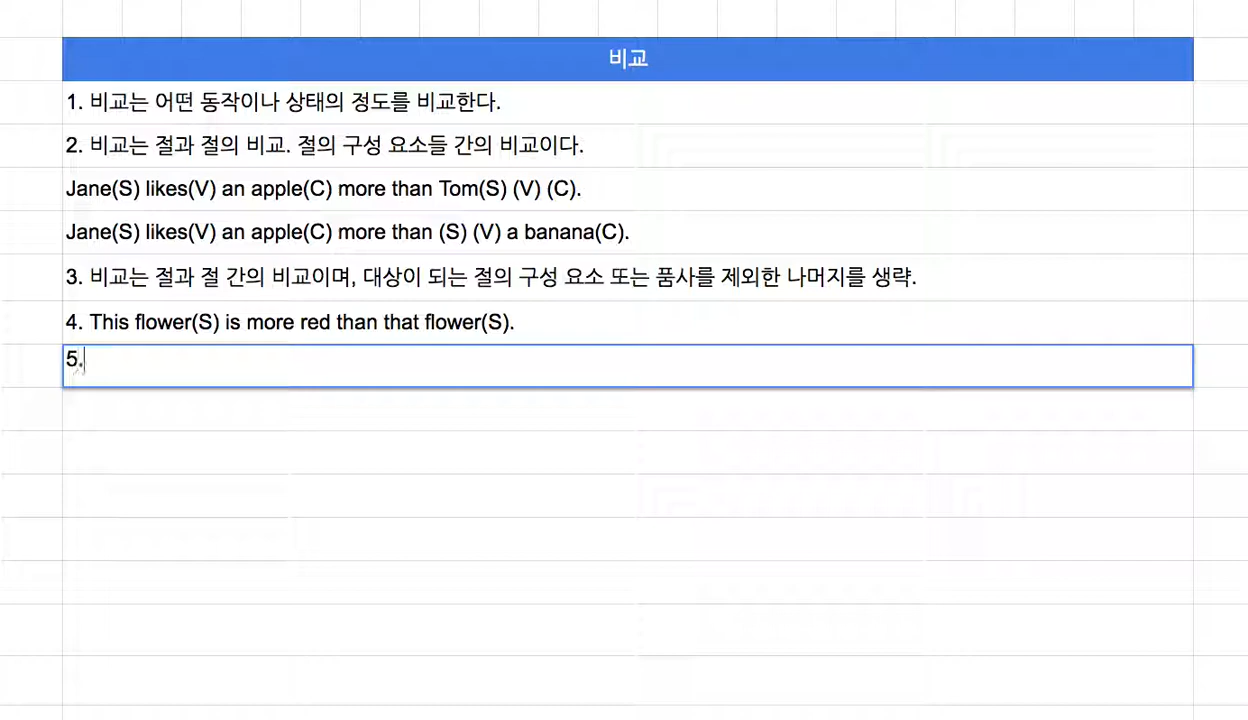 비교
1. 비교는 어떤 동작이나 상태의 정도를 비교한다.
2. 비교는 절과 절의 비교. 절의 구성 요소들 간의 비교이다.
Jane(S) likes(V) an apple(C) more than Tom(S) (V) (C).
Jane(S) likes(V) an apple(C) more than (S) (V) a banana(C).
3. 비교는 절과 절 간의 비교이며, 대상이 되는 절의 구성 요소 또는 품사를 제외한 나머지를 생략.
4. This flower(S) is more red than that flower(S).
5.